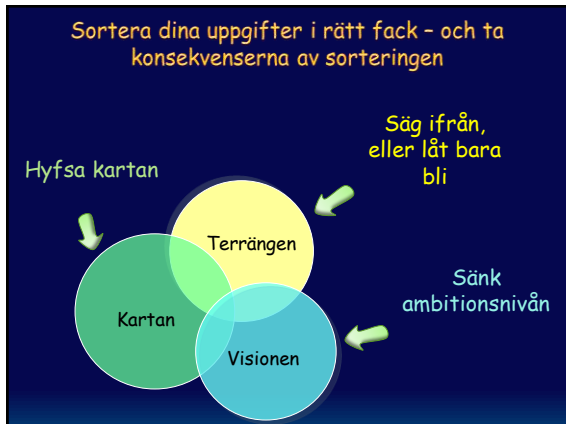 Sortera dina uppgifter i rätt fack – och ta
konsekvenserna av sorteringen
Säg ifrån,
eller låt bara
bli
Hyfsa kartan
Terrängen
Sänk
ambitionsnivån
Kartan
Visionen